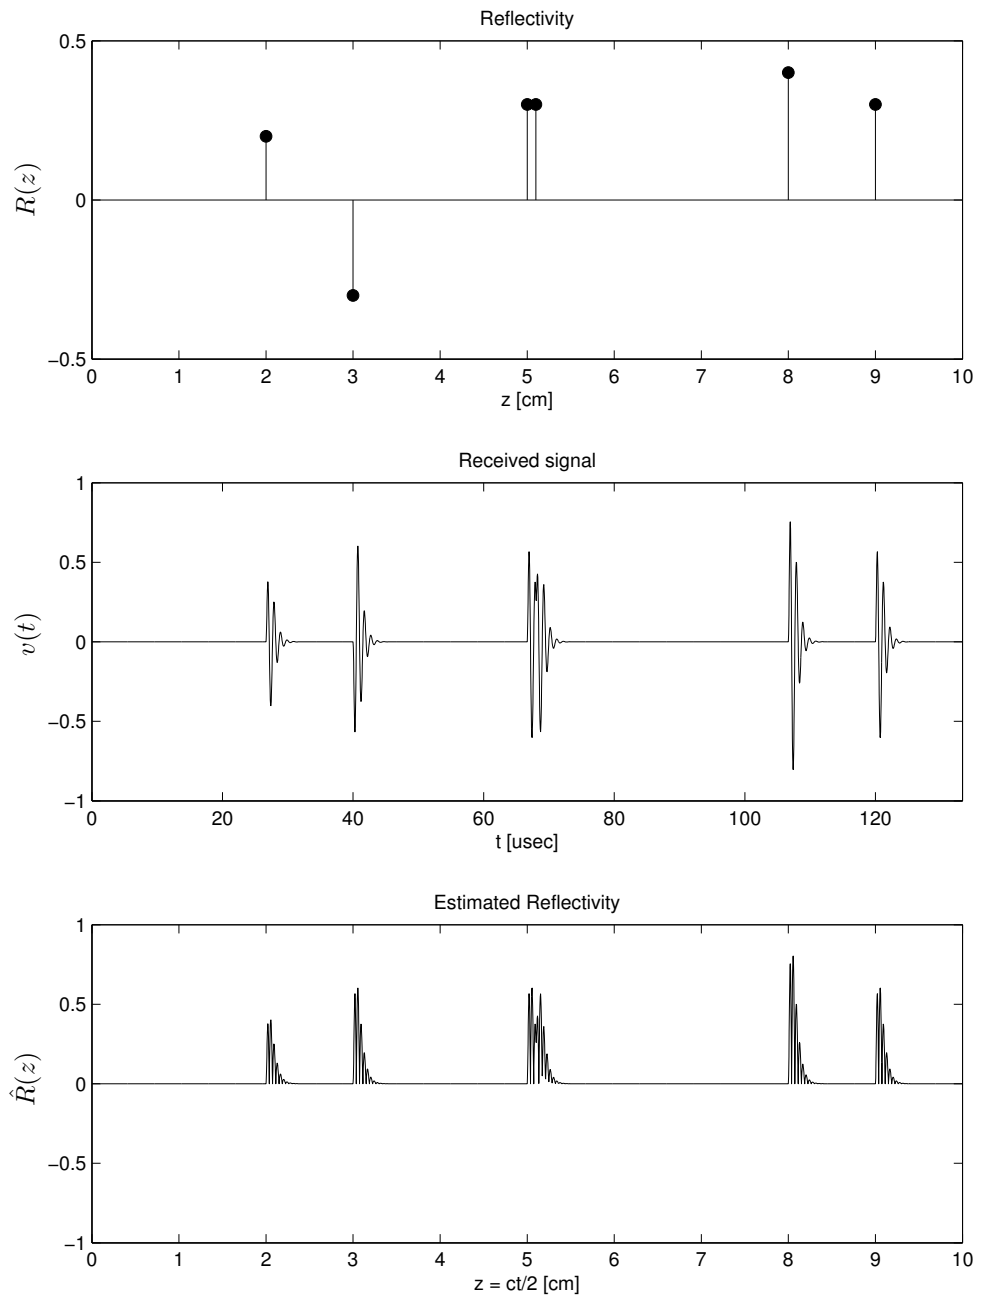 Reflectivity
0.5
0
−0.5
R(z)
0 1 2 3 4 5 6 7 8 9 10
z [cm]
Received signal
1
0.5
0
−0.5
−1
v(t)
0 20 40 60 80 100 120
t [usec]
Estimated Reflectivity
1
0.5
0
−0.5
−1
R̂(z)
0 1 2 3 4 5 6 7 8 9 10
z = ct/2 [cm]